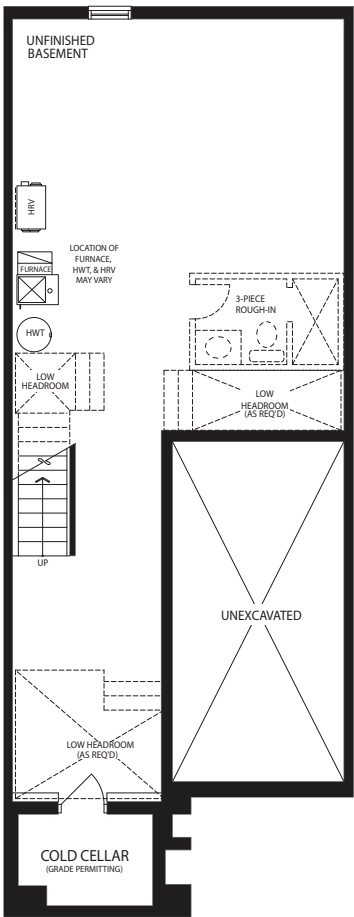 UNFINISHED
BASEMENT
HRV
LOCATION OF
FURNACE,
HWT, & HRV
MAY VARY
FURNACE
3-PIECE
ROUGH-IN
HWT
LOW
HEADROOM
LOW
HEADROOM
(AS REQ'D)
UP
UNEXCAVATED
LOW HEADROOM
(AS REQ'D)
COLD CELLAR
(GRADE PERMITTING)